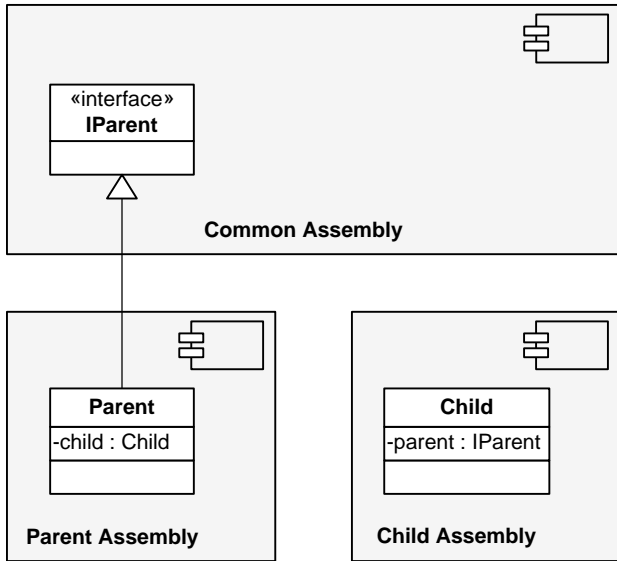 «interface»
IParent
Common Assembly
Parent
-child : Child
Parent Assembly
Child
-parent : IParent
Child Assembly